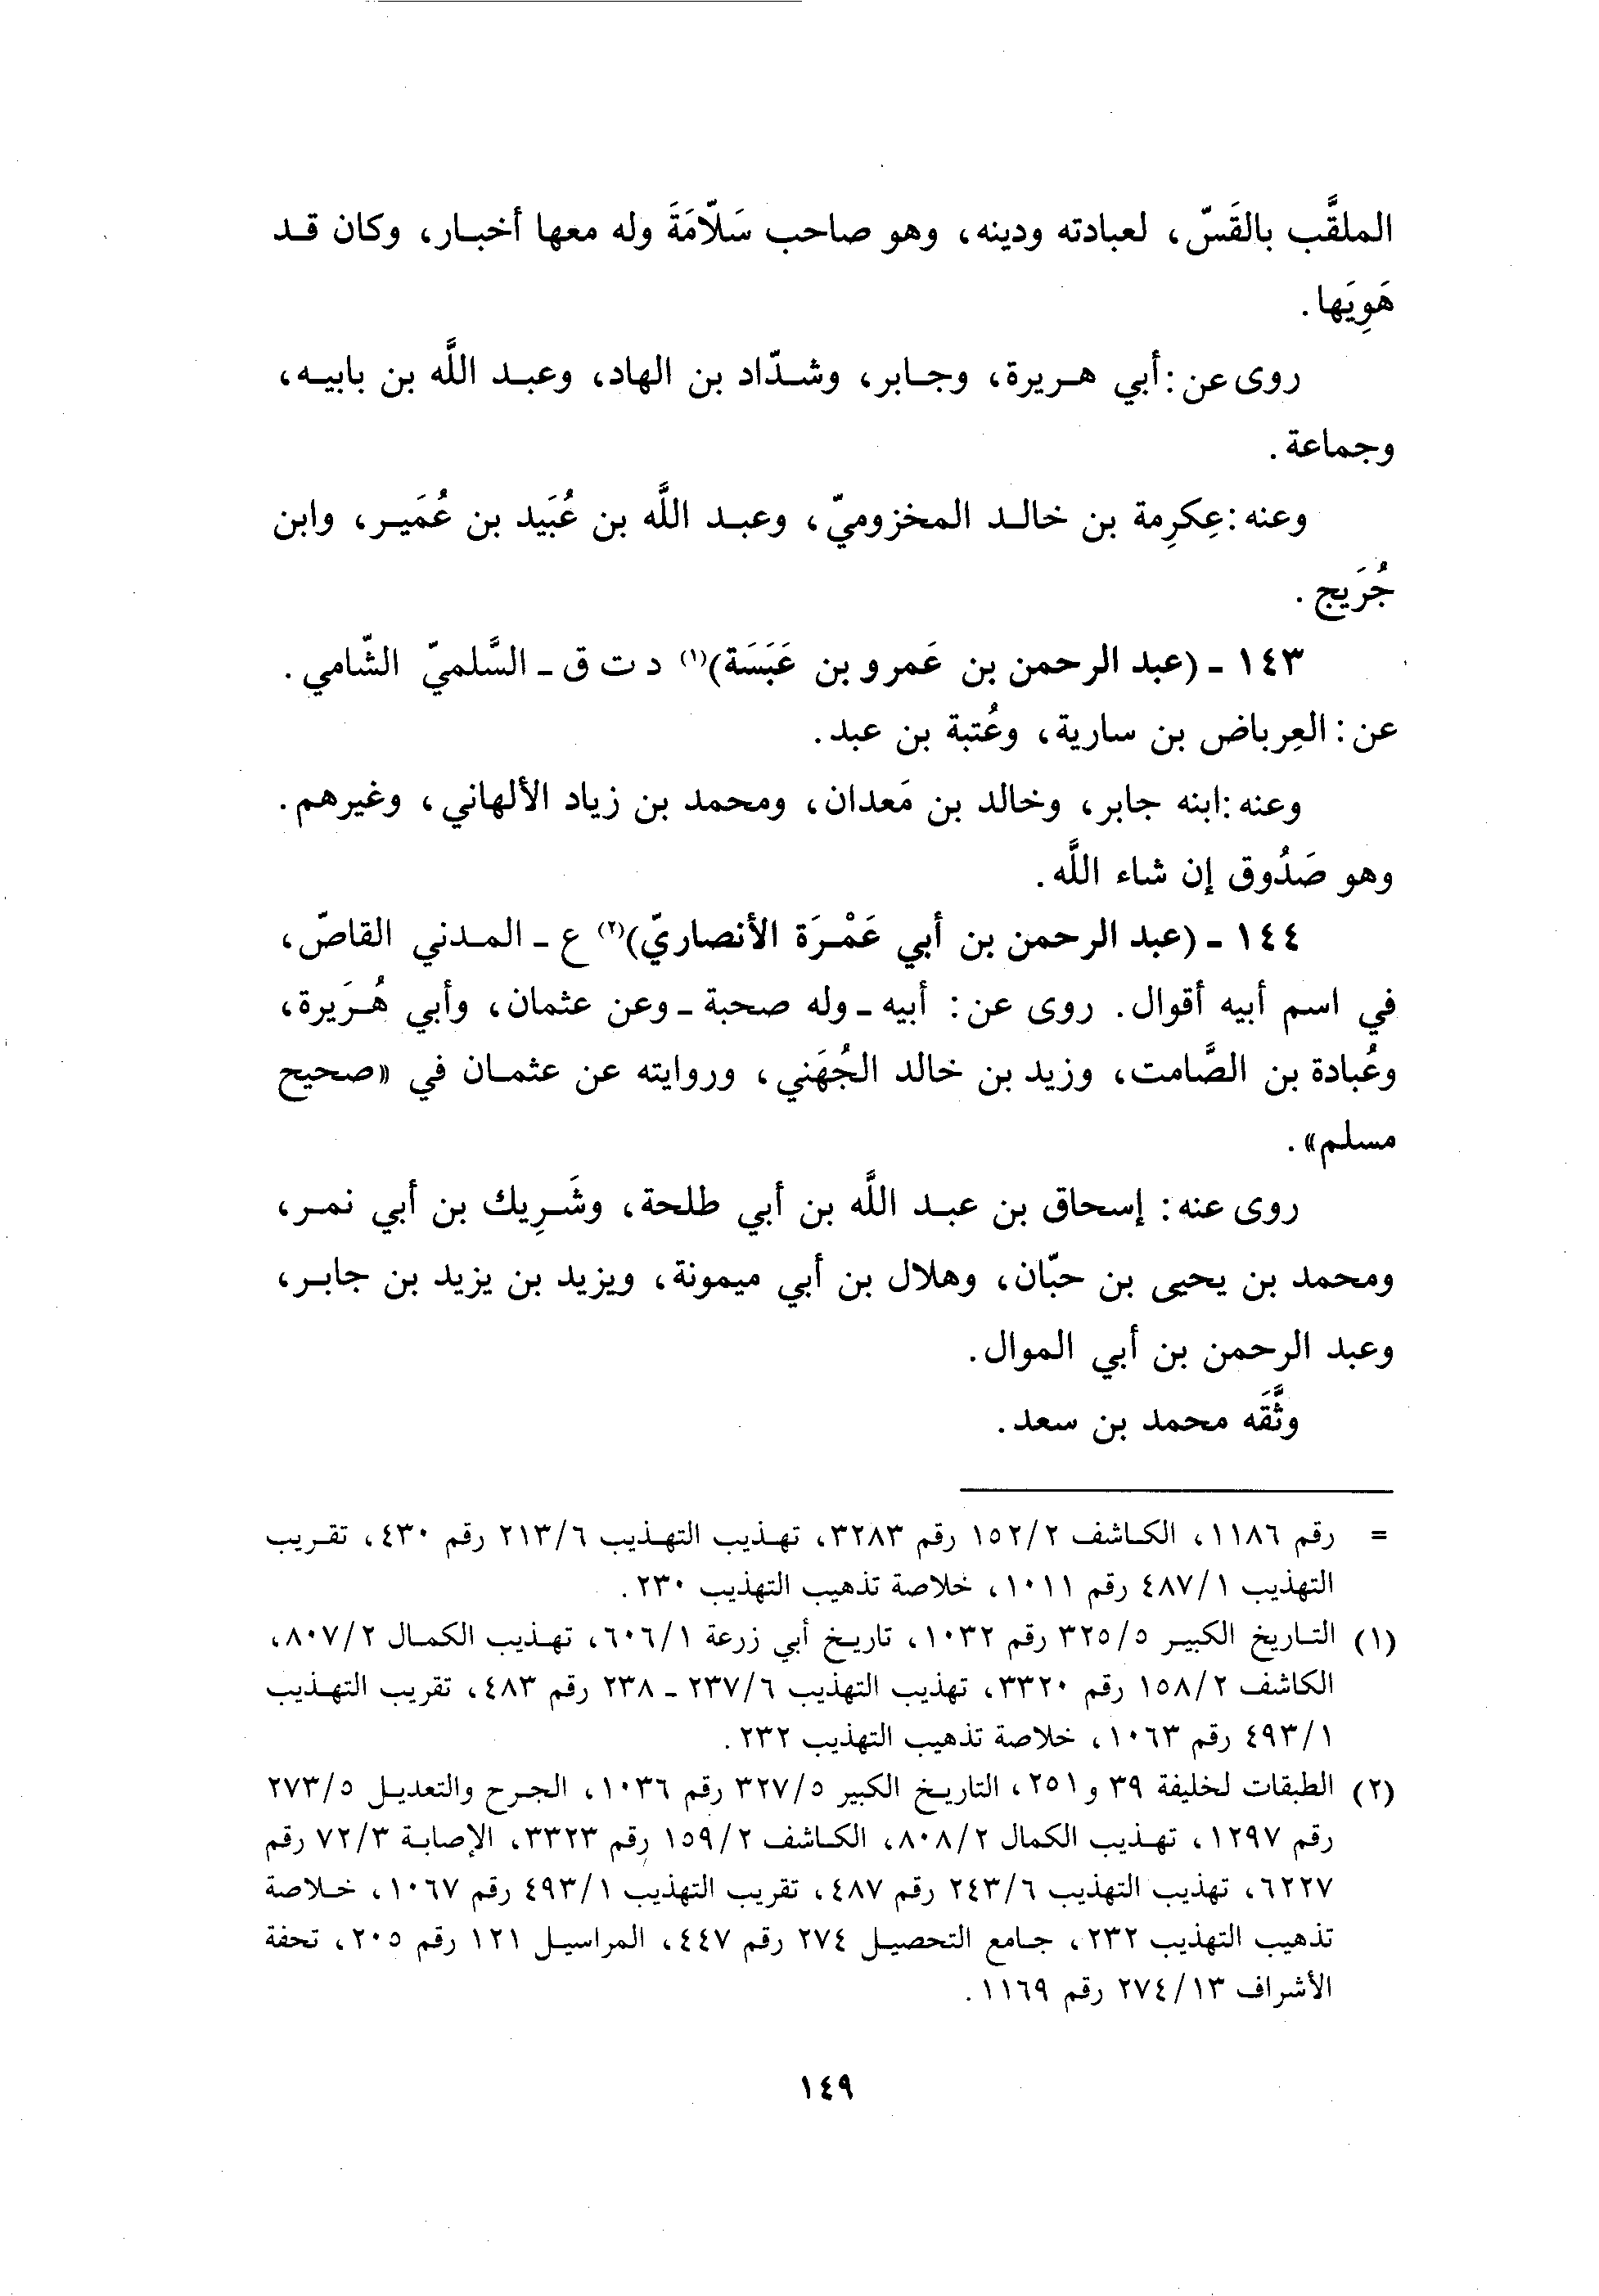 الملقَّب بالقَسّ، لعبادته ودينه، وهو صاحب سَلّامَةَ وله معها أخبار، وكان قد
هَوِيَها.
روى عن: أبي هريرة، وجابر، وشدّاد بن الهاد، وعبد اللَّه بن بابيه،
وجماعة.
وعنه: عِكرِمة بن خالد المخزوميّ، وعبد اللَّه بن عُبَيد بن عُمَير، وابن
جُرَيج.
١٤٣ - (عبد الرحمن بن عَمرو بن عَبَسَة)(١) د ت ق - السَّلميّ الشّامي.
عن: العِرباض بن سارية، وعُتبة بن عبد.
وعنه: ابنه جابر، وخالد بن مَعدان، ومحمد بن زياد الألهاني، وغيرهم.
وهو صَدُوق إن شاء اللَّه.
١٤٤ - (عبد الرحمن بن أبي عَمْرَة الأنصاريّ)(٢) ع - المدني القاصّ،
في اسم أبيه أقوال. روى عن: أبيه - وله صحبة - وعن عثمان، وأبي هُرَيرة،
وعُبادة بن الصَّامت، وزيد بن خالد الجُهَني، وروايته عن عثمان في «صحيح
مسلم».
روى عنه: إسحاق بن عبد اللَّه بن أبي طلحة، وشَرِيك بن أبي نمر،
ومحمد بن يحيى بن حبّان، وهلال بن أبي ميمونة، ويزيد بن يزيد بن جابر،
وعبد الرحمن بن أبي الموال.
وثَّقَه محمد بن سعد.
= رقم ١١٨٦، الكاشف ١٥٢/٢ رقم ٣٢٨٣، تهذيب التهذيب ٢١٣/٦ رقم ٤٣٠، تقريب
التهذيب ٤٨٧/١ رقم ١٠١١، خلاصة تذهيب التهذيب ٢٣٠.
(١) التاريخ الكبير ٣٢٥/٥ رقم ١٠٣٢، تاريخ أبي زرعة ٦٠٦/١، تهذيب الكمال ٨٠٧/٢،
الكاشف ١٥٨/٢ رقم ٣٣٢٠، تهذيب التهذيب ٢٣٧/٦ - ٢٣٨ رقم ٤٨٣، تقريب التهذيب
٤٩٣/١ رقم ١٠٦٣، خلاصة تذهيب التهذيب ٢٣٢.
(٢) الطبقات لخليفة ٣٩ و٢٥١، التاريخ الكبير ٣٢٧/٥ رقم ١٠٣٦، الجرح والتعديل ٢٧٣/٥
رقم ١٢٩٧، تهذيب الكمال ٨٠٨/٢، الكاشف ١٥٩/٢ رقم ٣٣٢٣، الإصابة ٧٢/٣ رقم
٦٢٢٧، تهذيب التهذيب ٢٤٣/٦ رقم ٤٨٧، تقريب التهذيب ٤٩٣/١ رقم ١٠٦٧، خلاصة
تذهيب التهذيب ٢٣٢، جامع التحصيل ٢٧٤ رقم ٤٤٧، المراسيل ١٢١ رقم ٢٠٥، تحفة
الأشراف ٢٧٤/١٣ رقم ١١٦٩.
١٤٩